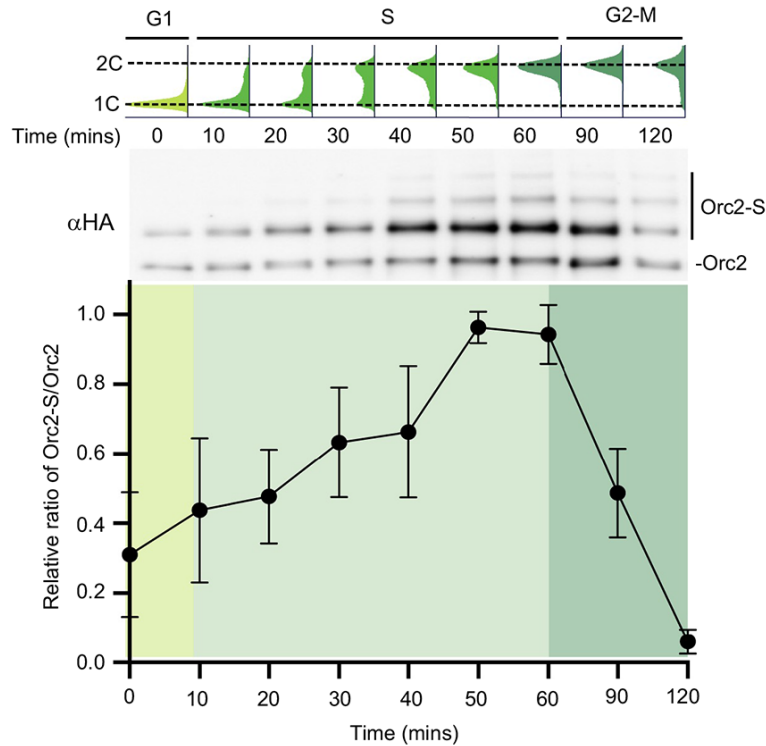 G1 S G2-M
2C
1C
Time (mins) 0 10 20 30 40 50 60 90 120
αHA
Orc2-S
-Orc2
Relative ratio of Orc2-S/Orc2
1.0
0.8
0.6
0.4
0.2
0.0
0 10 20 30 40 50 60 90 120
Time (mins)